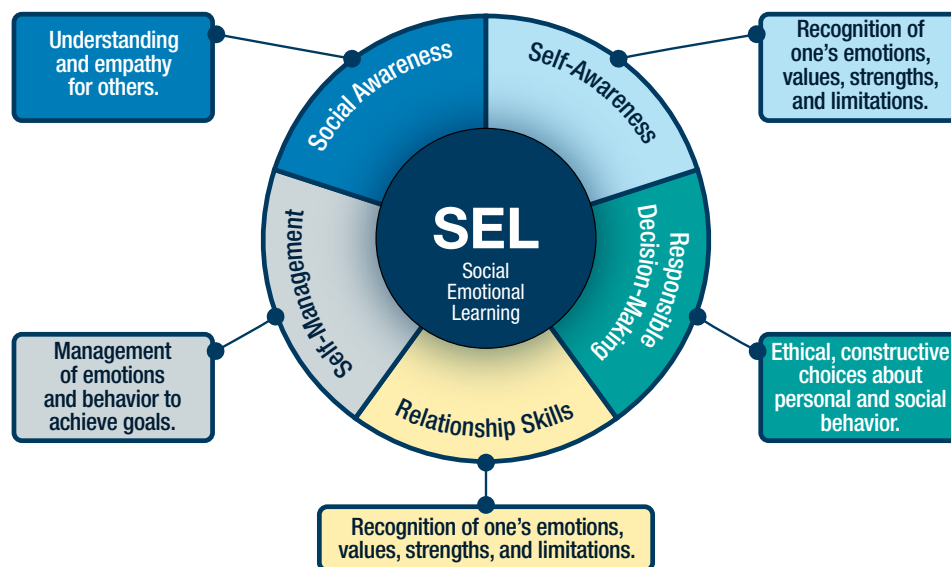 Understanding
and empathy
for others.
Social Awareness
Self-Awareness
Recognition of
one’s emotions,
values, strengths,
and limitations.
SEL
Social
Emotional
Learning
Self-Management
Responsible
Decision-Making
Relationship Skills
Management
of emotions
and behavior to
achieve goals.
Ethical, constructive
choices about
personal and social
behavior.
Recognition of one’s emotions,
values, strengths, and limitations.